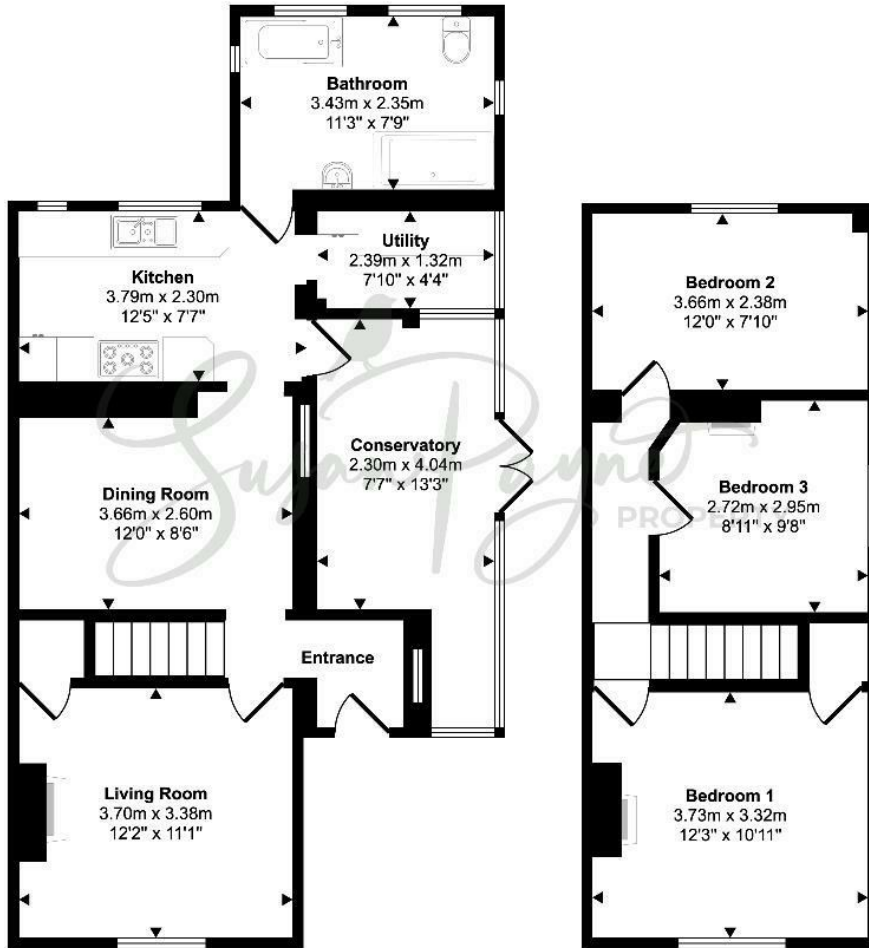 Bathroom
3.43m x 2.35m
11'3" x 7'9"
Utility
2.39m x 1.32m
7'10" x 4'4"
Kitchen
3.79m x 2.30m
12'5" x 7'7"
Bedroom 2
3.66m x 2.38m
12'0" x 7'10"
Conservatory
2.30m x 4.04m
7'7" x 13'3"
Dining Room
3.66m x 2.60m
12'0" x 8'6"
Bedroom 3
2.72m x 2.95m
8'11" x 9'8"
Susan Payne
PROPERTY
Entrance
Living Room
3.70m x 3.38m
12'2" x 11'1"
Bedroom 1
3.73m x 3.32m
12'3" x 10'11"